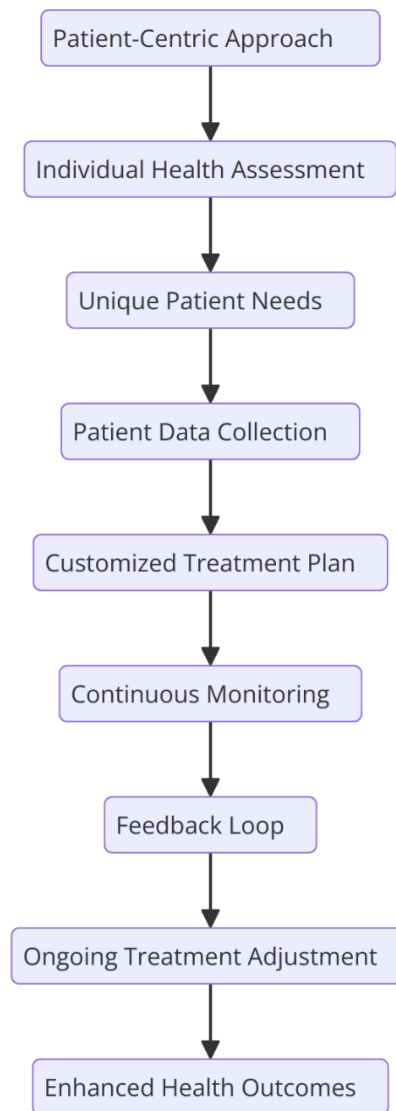 Patient-Centric Approach
Individual Health Assessment
Unique Patient Needs
Patient Data Collection
Customized Treatment Plan
Continuous Monitoring
Feedback Loop
Ongoing Treatment Adjustment
Enhanced Health Outcomes